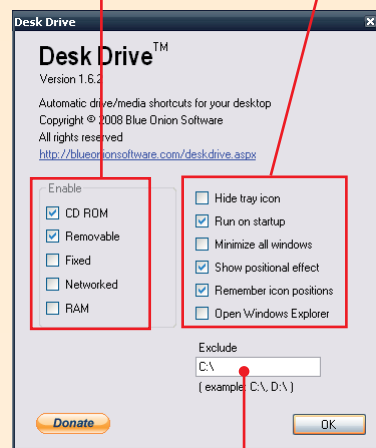 Desk Drive
Desk Drive™
Version 1.6.2
Automatic drive/media shortcuts for your desktop
Copyright © 2008 Blue Onion Software
All rights reserved
http://blueonionsoftware.com/deskdrive.aspx
Enable
CD ROM
Removable
Fixed
Networked
RAM
Hide tray icon
Run on startup
Minimize all windows
Show positional effect
Remember icon positions
Open Windows Explorer
Exclude
C:\
( example: C:\, D:\ )
Donate
OK